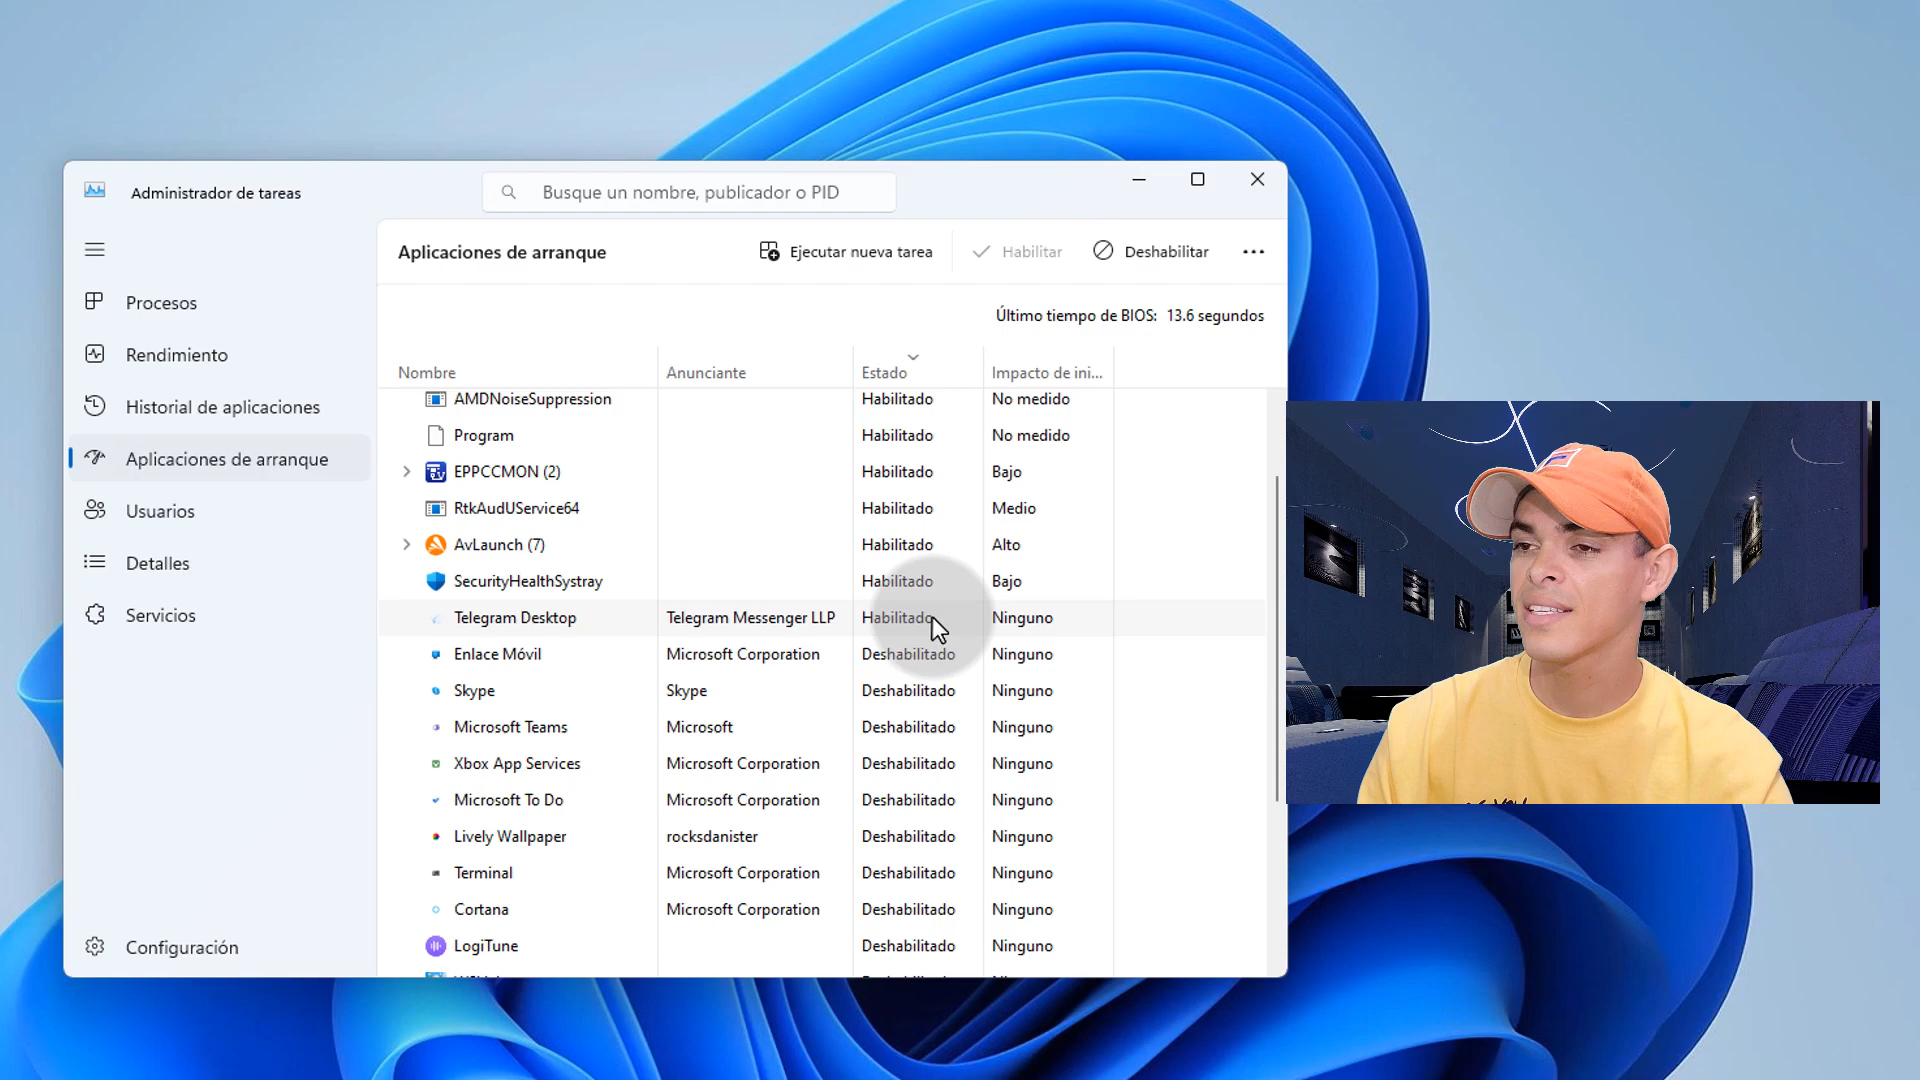 Administrador de tareas
Busque un nombre, publicador o PID
Aplicaciones de arranque
Ejecutar nueva tarea
Habilitar
Deshabilitar
Procesos
Rendimiento
Historial de aplicaciones
Aplicaciones de arranque
Usuarios
Detalles
Servicios
Configuración
Último tiempo de BIOS: 13.6 segundos
Nombre Anunciante Estado Impacto de ini...
AMDNoiseSuppression Habilitado No medido
Program Habilitado No medido
EPPCCMON (2) Habilitado Bajo
RtkAudUService64 Habilitado Medio
AvLaunch (7) Habilitado Alto
SecurityHealthSystray Habilitado Bajo
Telegram Desktop Telegram Messenger LLP Habilitado Ninguno
Enlace Móvil Microsoft Corporation Deshabilitado Ninguno
Skype Skype Deshabilitado Ninguno
Microsoft Teams Microsoft Deshabilitado Ninguno
Xbox App Services Microsoft Corporation Deshabilitado Ninguno
Microsoft To Do Microsoft Corporation Deshabilitado Ninguno
Lively Wallpaper rocksdanister Deshabilitado Ninguno
Terminal Microsoft Corporation Deshabilitado Ninguno
Cortana Microsoft Corporation Deshabilitado Ninguno
LogiTune Deshabilitado Ninguno